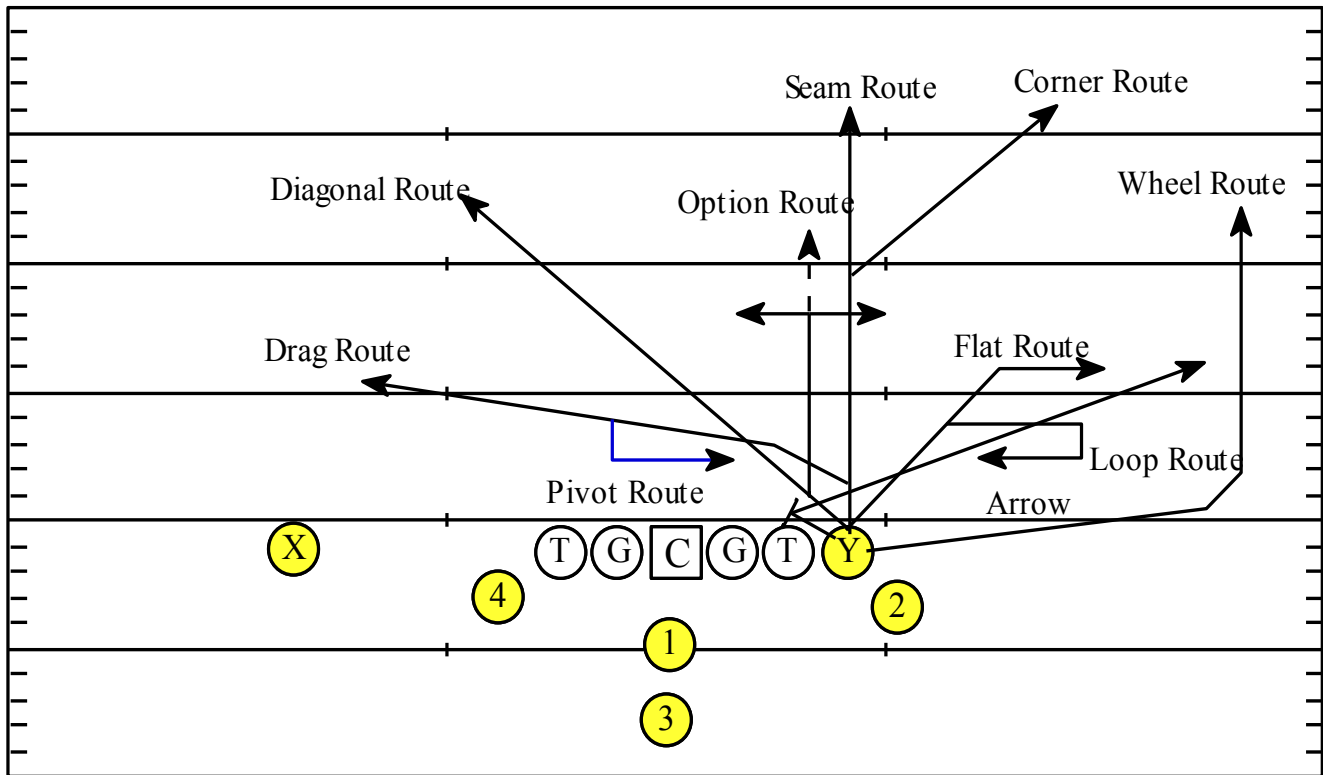 Seam Route
Corner Route
Diagonal Route
Option Route
Wheel Route
Drag Route
Flat Route
Loop Route
Pivot Route
Arrow
X
T
G
C
G
T
Y
4
2
1
3